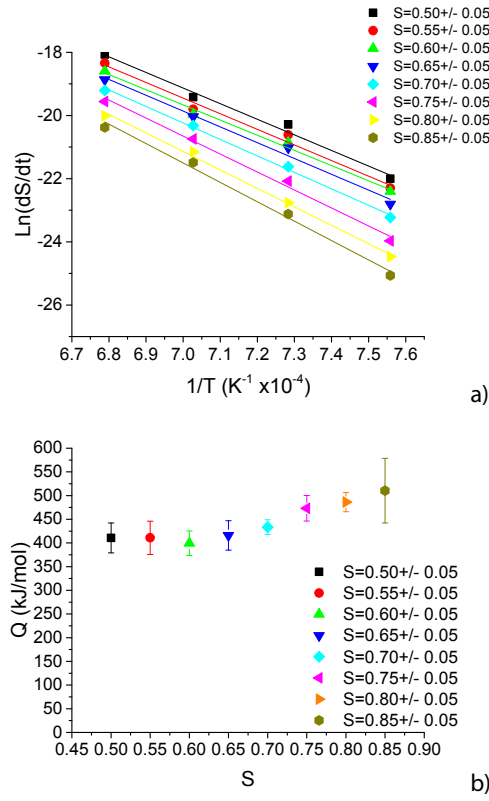 S=0.50+/- 0.05
S=0.55+/- 0.05
S=0.60+/- 0.05
S=0.65+/- 0.05
S=0.70+/- 0.05
S=0.75+/- 0.05
S=0.80+/- 0.05
S=0.85+/- 0.05
-18
-20
-22
-24
-26
Ln(dS/dt)
6.7 6.8 6.9 7.0 7.1 7.2 7.3 7.4 7.5 7.6
1/T (K⁻¹ x10⁻⁴)
a)
600
550
500
450
400
350
300
250
200
150
100
50
0
Q (kJ/mol)
S=0.50+/- 0.05
S=0.55+/- 0.05
S=0.60+/- 0.05
S=0.65+/- 0.05
S=0.70+/- 0.05
S=0.75+/- 0.05
S=0.80+/- 0.05
S=0.85+/- 0.05
0.45 0.50 0.55 0.60 0.65 0.70 0.75 0.80 0.85 0.90
S
b)